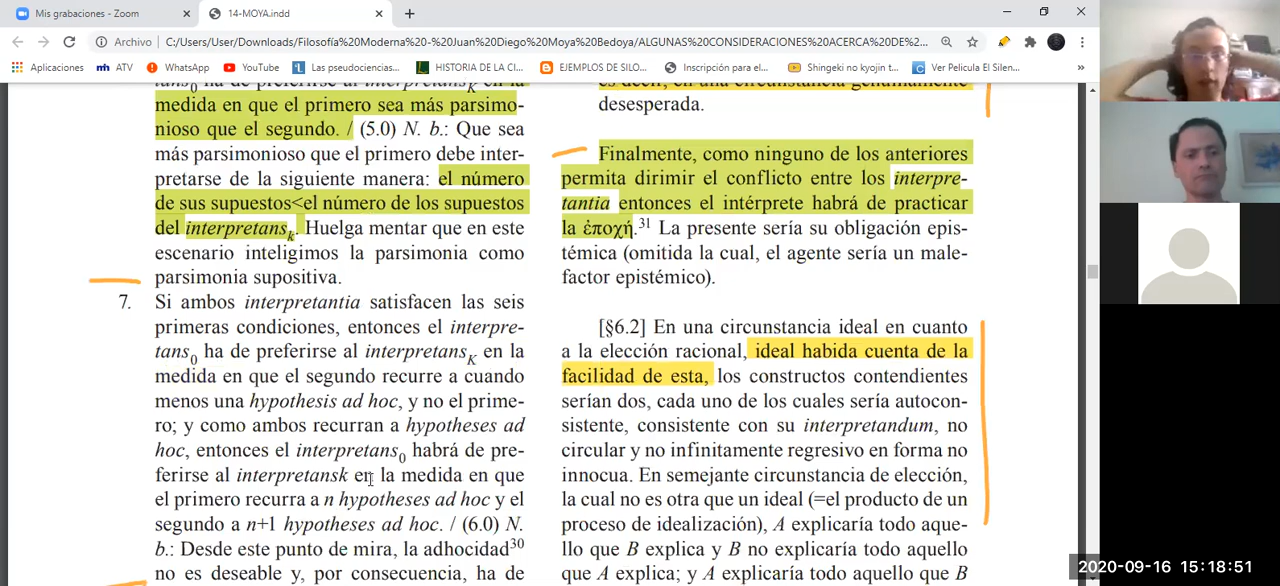 Mis grabaciones - Zoom
14-MOYA.indd
Archivo
C:/Users/User/Downloads/Filosofía%20Moderna%20-%20Juan%20Diego%20Moya%20Bedoya/ALGUNAS%20CONSIDERACIONES%20ACERCA%20DE%...
Aplicaciones
mh ATV
WhatsApp
YouTube
Las pseudociencias...
HISTORIA DE LA CI...
EJEMPLOS DE SILO...
Inscripción para el...
Shingeki no kyojin t...
Ver Pelicula El Silen...
»
tans0 ha de preferirse al interpretansK en la
medida en que el primero sea más parsimo-
nioso que el segundo. / (5.0) N. b.: Que sea
más parsimonioso que el primero debe inter-
pretarse de la siguiente manera: el número
de sus supuestos<el número de los supuestos
del interpretansk. Huelga mentar que en este
escenario inteligimos la parsimonia como
parsimonia supositiva.
7. Si ambos interpretantia satisfacen las seis
primeras condiciones, entonces el interpre-
tans0 ha de preferirse al interpretansK en la
medida en que el segundo recurre a cuando
menos una hypothesis ad hoc, y no el prime-
ro; y como ambos recurran a hypotheses ad
hoc, entonces el interpretans0 habrá de pre-
ferirse al interpretansk en la medida en que
el primero recurra a n hypotheses ad hoc y el
segundo a n+1 hypotheses ad hoc. / (6.0) N.
b.: Desde este punto de mira, la adhocidad30
no es deseable y, por consecuencia, ha de
es decir, en una circunstancia genuinamente
desesperada.
Finalmente, como ninguno de los anteriores
permita dirimir el conflicto entre los interpre-
tantia entonces el intérprete habrá de practicar
la ἐποχή.31 La presente sería su obligación epis-
témica (omitida la cual, el agente sería un male-
factor epistémico).
[§6.2] En una circunstancia ideal en cuanto
a la elección racional, ideal habida cuenta de la
facilidad de esta, los constructos contendientes
serían dos, cada uno de los cuales sería autocon-
sistente, consistente con su interpretandum, no
circular y no infinitamente regresivo en forma no
innocua. En semejante circunstancia de elección,
la cual no es otra que un ideal (=el producto de un
proceso de idealización), A explicaría todo aque-
llo que B explica y B no explicaría todo aquello
que A explica; y A explicaría todo aquello que B
2020-09-16 15:18:51